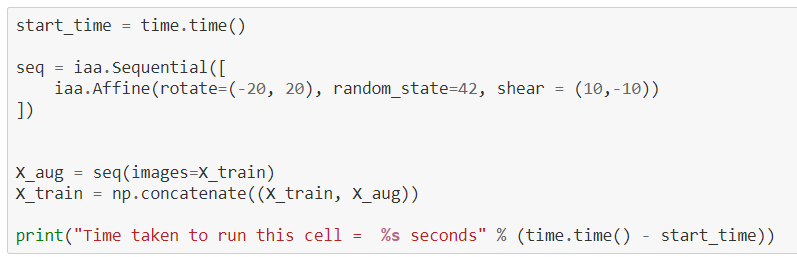 start_time = time.time()
seq = iaa.Sequential([
    iaa.Affine(rotate=(-20, 20), random_state=42, shear = (10,-10))
])
X_aug = seq(images=X_train)
X_train = np.concatenate((X_train, X_aug))
print("Time taken to run this cell =  %s seconds" % (time.time() - start_time))